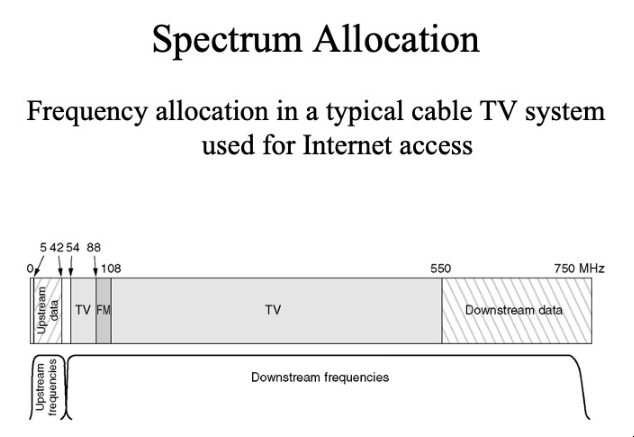 Spectrum Allocation
Frequency allocation in a typical cable TV system
used for Internet access
5 42 54 88
0 108 550 750 MHz
Upstream
data
TV FM TV Downstream data
Upstream
frequencies
Downstream frequencies